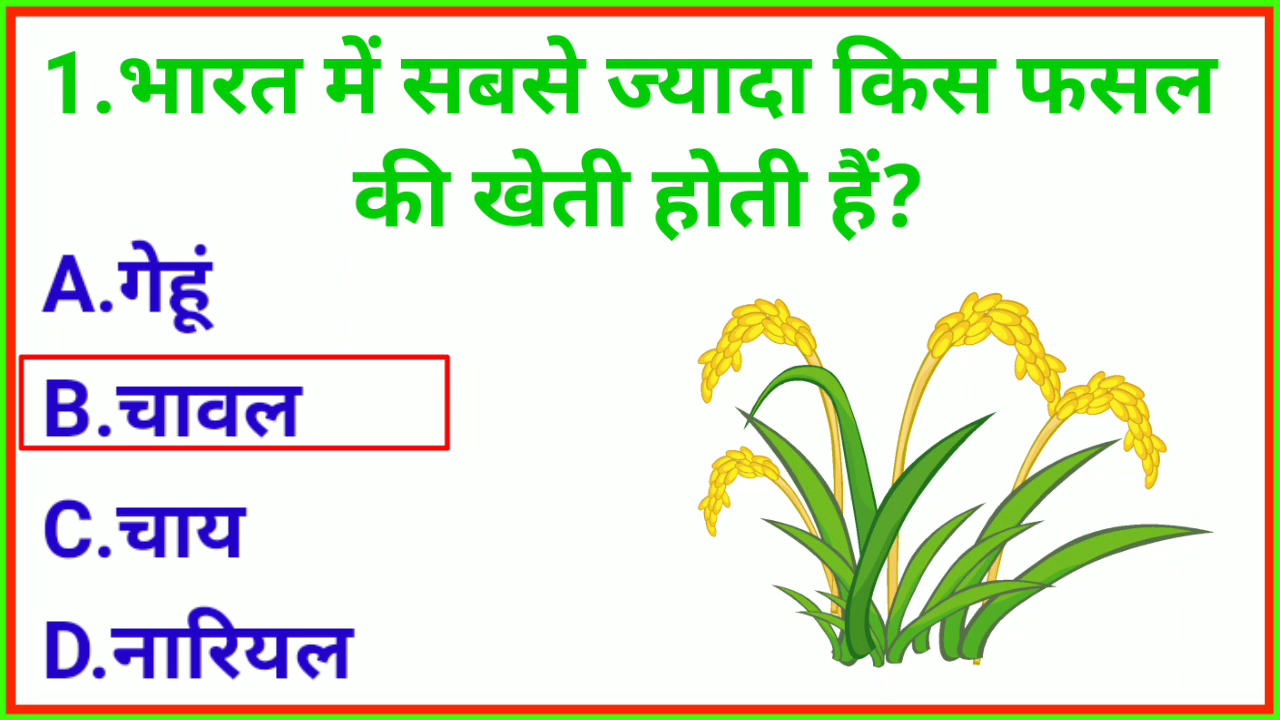 1.भारत में सबसे ज्यादा किस फसल
की खेती होती हैं?
A.गेहूं
B.चावल
C.चाय
D.नारियल